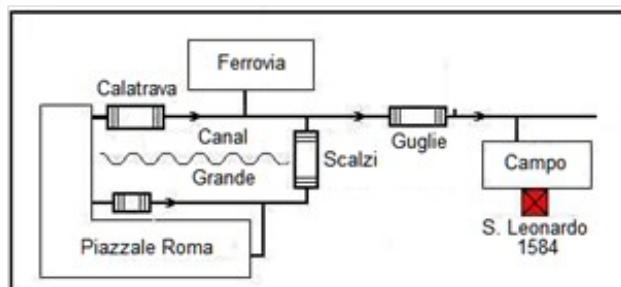 Ferrovia
Calatrava
Canal
Grande
Scalzi
Guglie
Campo
S. Leonardo
1584
Piazzale Roma